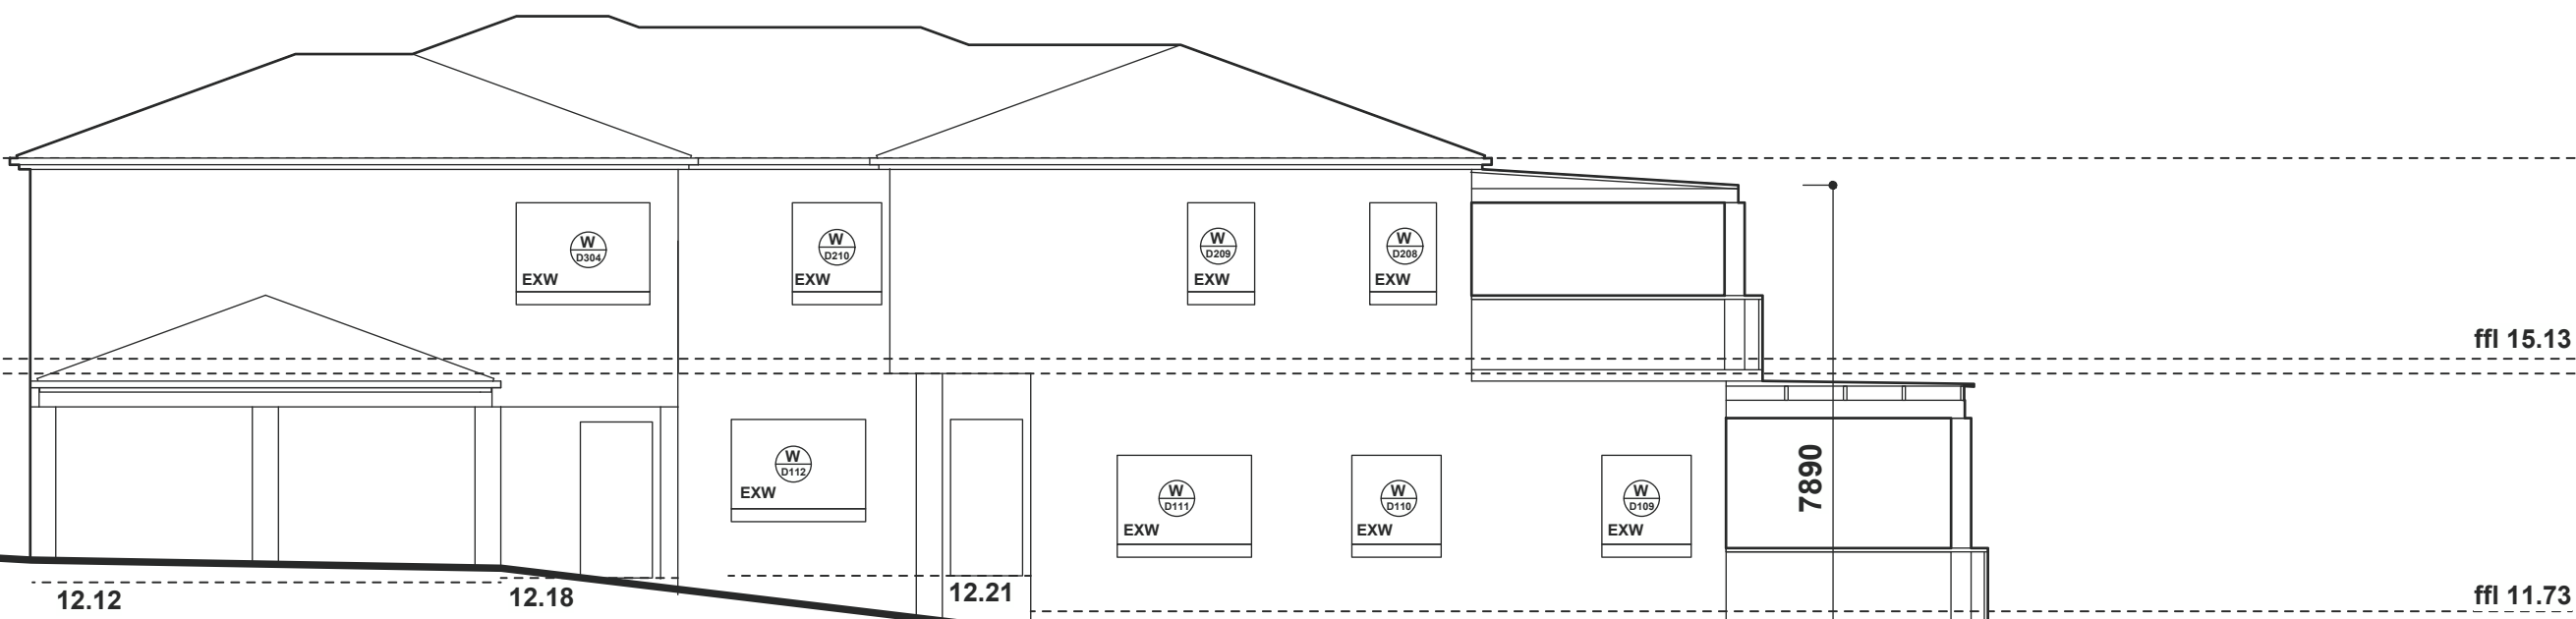 W
D304
EXW
W
D210
EXW
W
D209
EXW
W
D208
EXW
ffl 15.13
W
D112
EXW
W
D111
EXW
W
D110
EXW
W
D109
EXW
7890
12.12
12.18
12.21
ffl 11.73